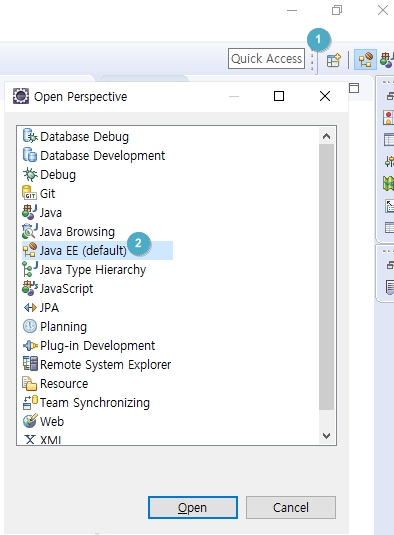 1
Quick Access
Open Perspective
Database Debug
Database Development
Debug
GIT
Git
Java
Java Browsing
Java EE (default)
2
Java Type Hierarchy
JavaScript
JPA
Planning
Plug-in Development
Remote System Explorer
Resource
Team Synchronizing
Web
X XML
Open
Cancel